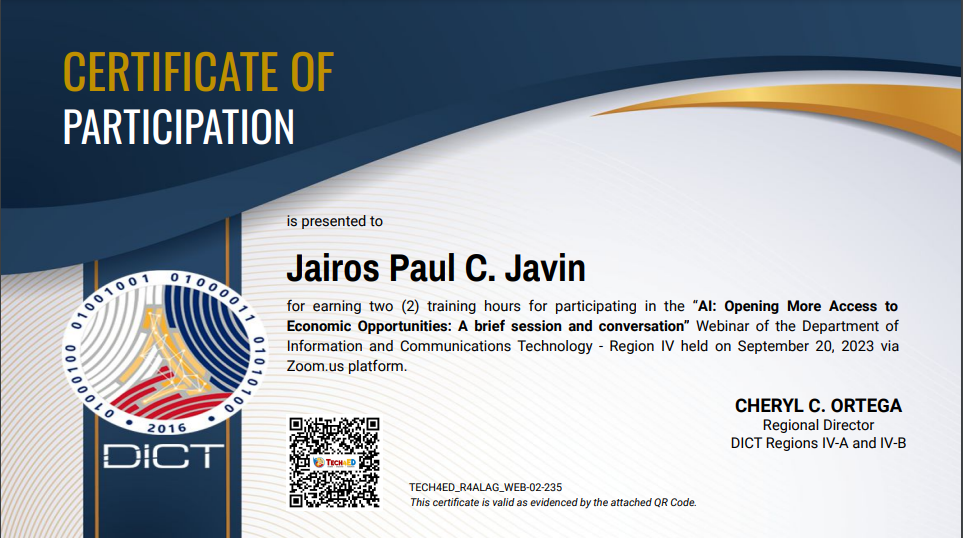 CERTIFICATE OF
PARTICIPATION
is presented to
Jairos Paul C. Javin
for earning two (2) training hours for participating in the “AI: Opening More Access to
Economic Opportunities: A brief session and conversation” Webinar of the Department of
Information and Communications Technology - Region IV held on September 20, 2023 via
Zoom.us platform.
01000100 01001001 01000011 01010100
2016
DICT
CHERYL C. ORTEGA
Regional Director
DICT Regions IV-A and IV-B
TECH4ED
TECH4ED_R4ALAG_WEB-02-235
This certificate is valid as evidenced by the attached QR Code.